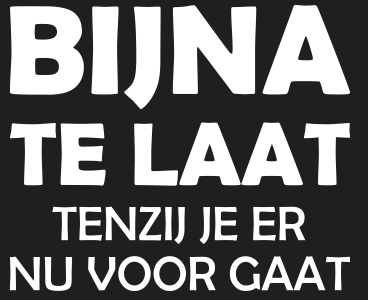 BIJNA
TE LAAT
TENZIJ JE ER
NU VOOR GAAT